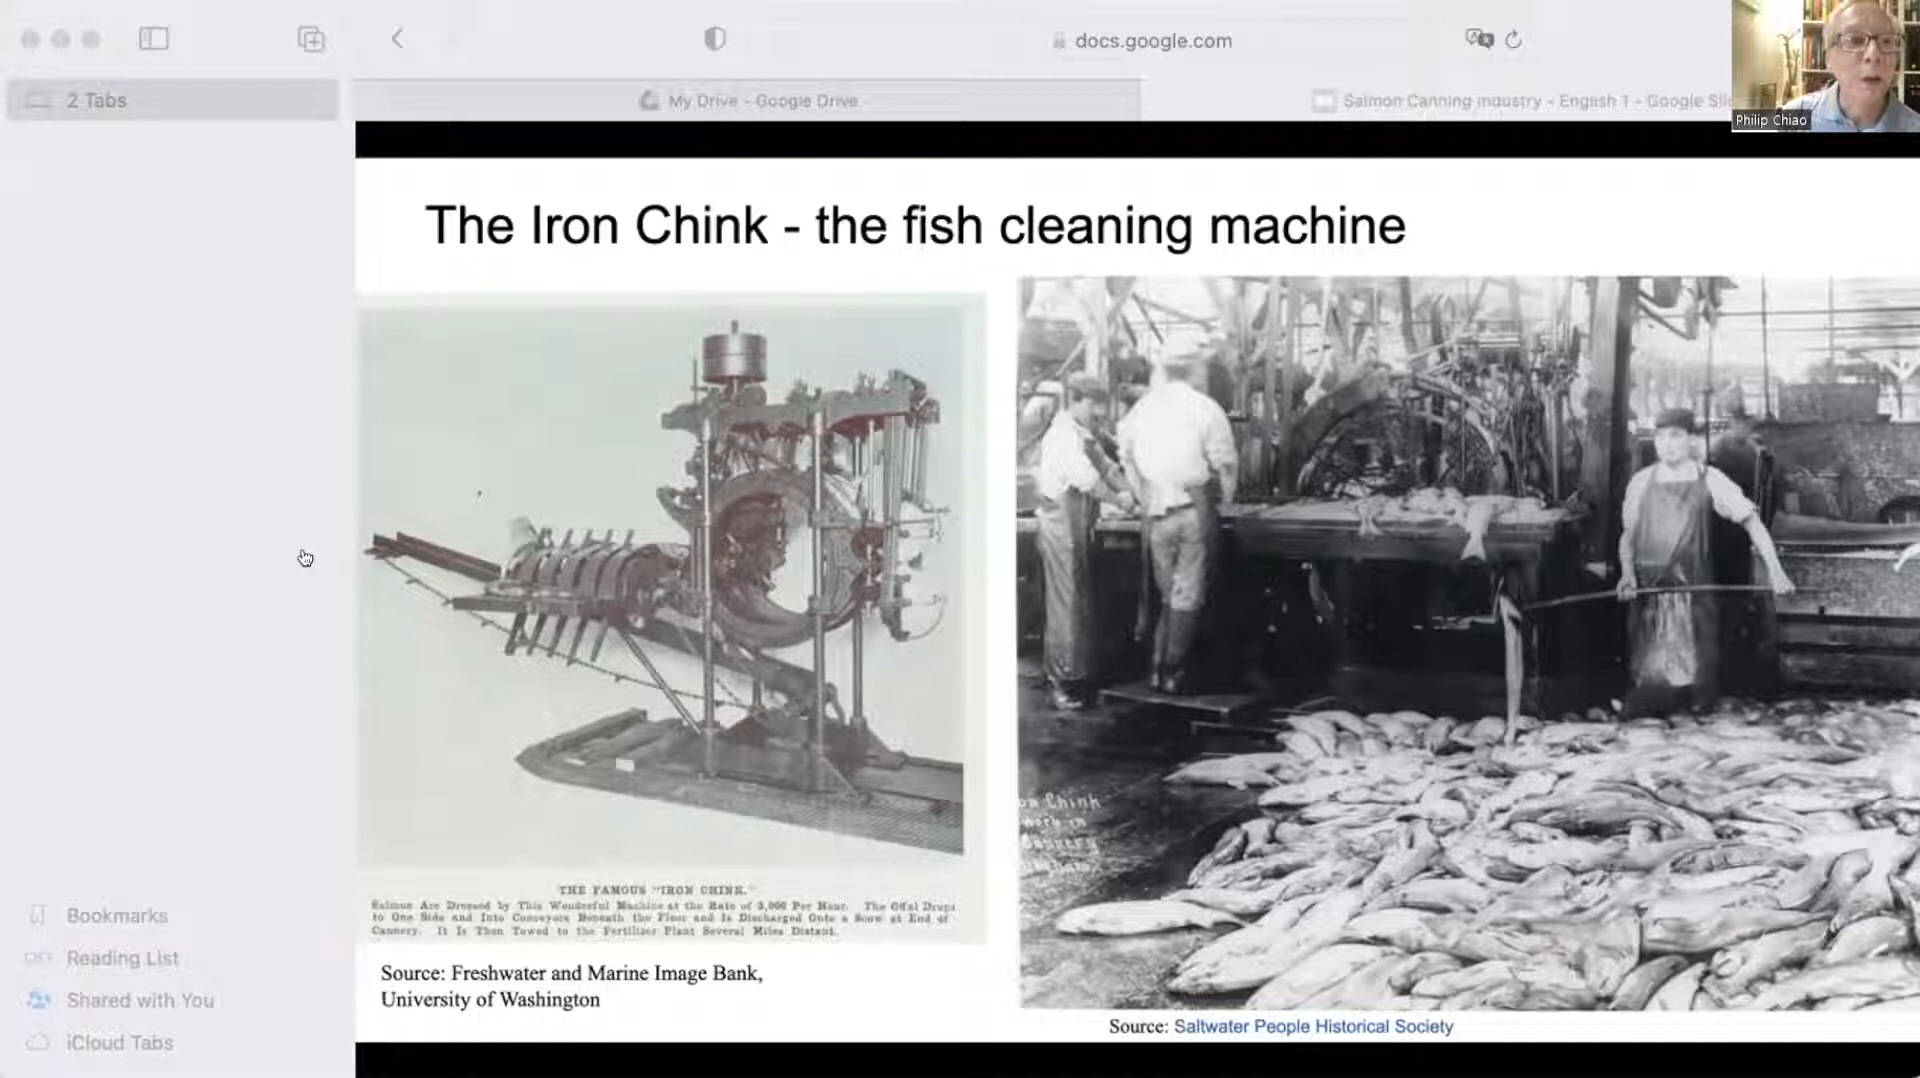 docs.google.com
2 Tabs
My Drive - Google Drive
Salmon Canning Industry - English 1 - Google
Philip Chiao
The Iron Chink - the fish cleaning machine
THE FAMOUS "IRON CHINK."
Salmon Are Dressed by This Wonderful Machine at the Rate of 3,000 Per Hour. The Offal Drops
to One Side and Into Conveyors Beneath the Floor and Is Discharged Onto a Scow at End of
Cannery. It Is Then Towed to the Fertilizer Plant Several Miles Distant.
Chink
Source: Freshwater and Marine Image Bank,
University of Washington
Source: Saltwater People Historical Society
Bookmarks
Reading List
Shared with You
iCloud Tabs